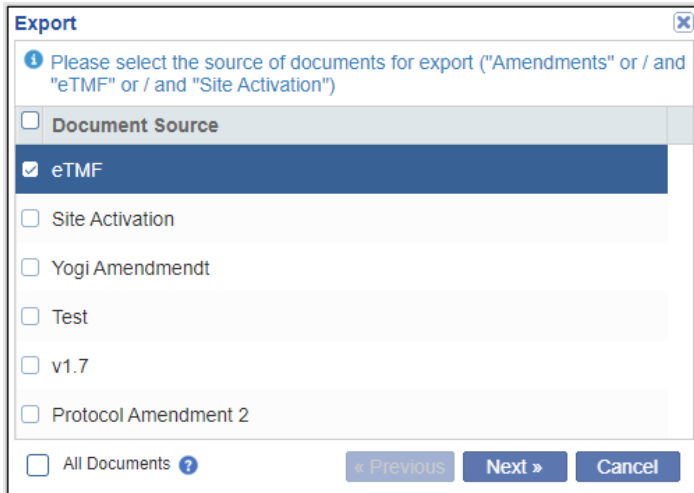 Export
Please select the source of documents for export ("Amendments" or / and
"eTMF" or / and "Site Activation")
Document Source
eTMF
Site Activation
Yogi Amendmendt
Test
v1.7
Protocol Amendment 2
All Documents ?
« Previous
Next »
Cancel